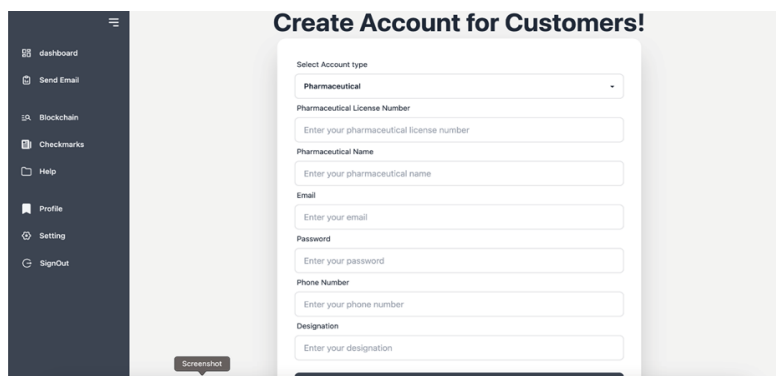 Create Account for Customers!
dashboard
Send Email
Blockchain
Checkmarks
Help
Profile
Setting
SignOut
Select Account type
Pharmaceutical
Pharmaceutical License Number
Enter your pharmaceutical license number
Pharmaceutical Name
Enter your pharmaceutical name
Email
Enter your email
Password
Enter your password
Phone Number
Enter your phone number
Designation
Enter your designation
Screenshot